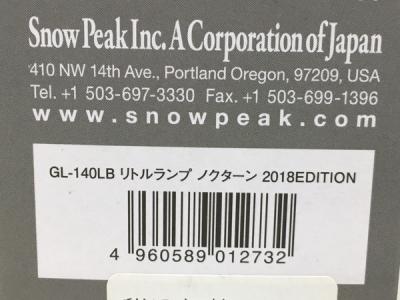 Snow Peak Inc. A Corporation of Japan
410 NW 14th Ave., Portland Oregon, 97209, USA
Tel. +1 503-697-3330 Fax. +1 503-699-1396
www.snowpeak.com
GL-140LB リトルランプ ノクターン 2018EDITION
4 960589 012732